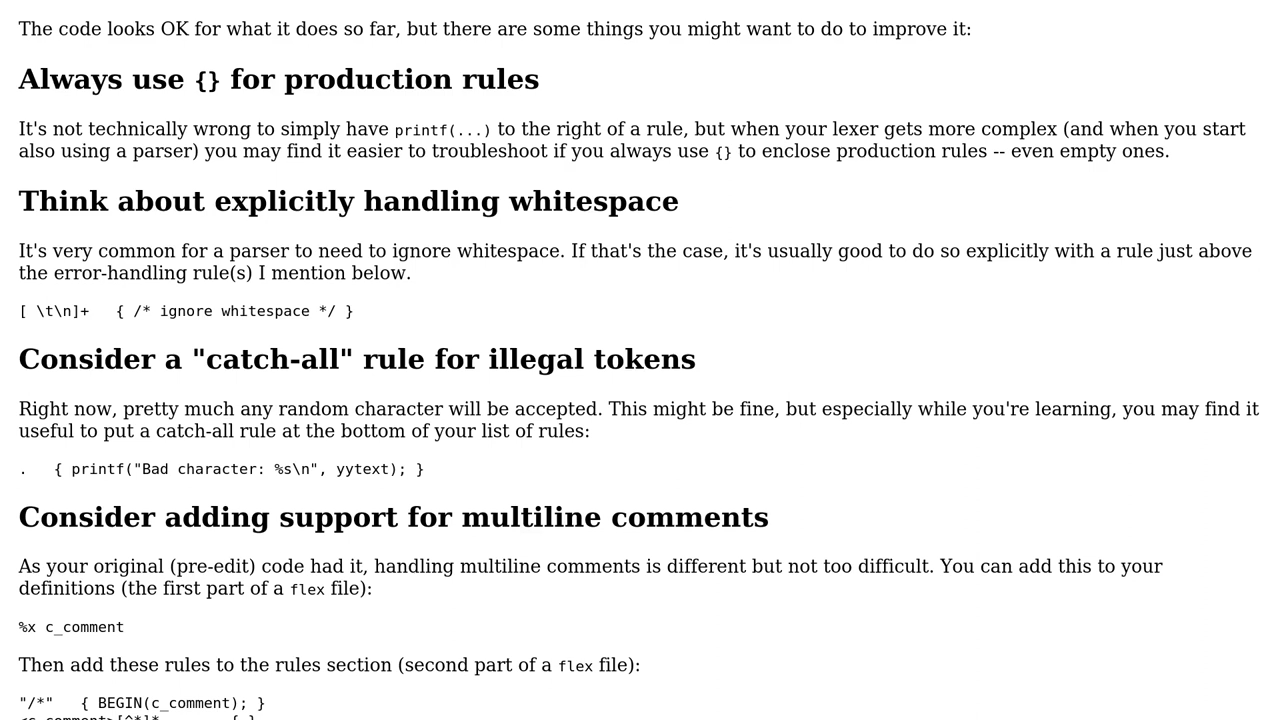 The code looks OK for what it does so far, but there are some things you might want to do to improve it:
Always use {} for production rules
It's not technically wrong to simply have printf(...) to the right of a rule, but when your lexer gets more complex (and when you start
also using a parser) you may find it easier to troubleshoot if you always use {} to enclose production rules -- even empty ones.
Think about explicitly handling whitespace
It's very common for a parser to need to ignore whitespace. If that's the case, it's usually good to do so explicitly with a rule just above
the error-handling rule(s) I mention below.
[ \t\n]+   { /* ignore whitespace */ }
Consider a "catch-all" rule for illegal tokens
Right now, pretty much any random character will be accepted. This might be fine, but especially while you're learning, you may find it
useful to put a catch-all rule at the bottom of your list of rules:
.   { printf("Bad character: %s\n", yytext); }
Consider adding support for multiline comments
As your original (pre-edit) code had it, handling multiline comments is different but not too difficult. You can add this to your
definitions (the first part of a flex file):
%x c_comment
Then add these rules to the rules section (second part of a flex file):
"/*"   { BEGIN(c_comment); }